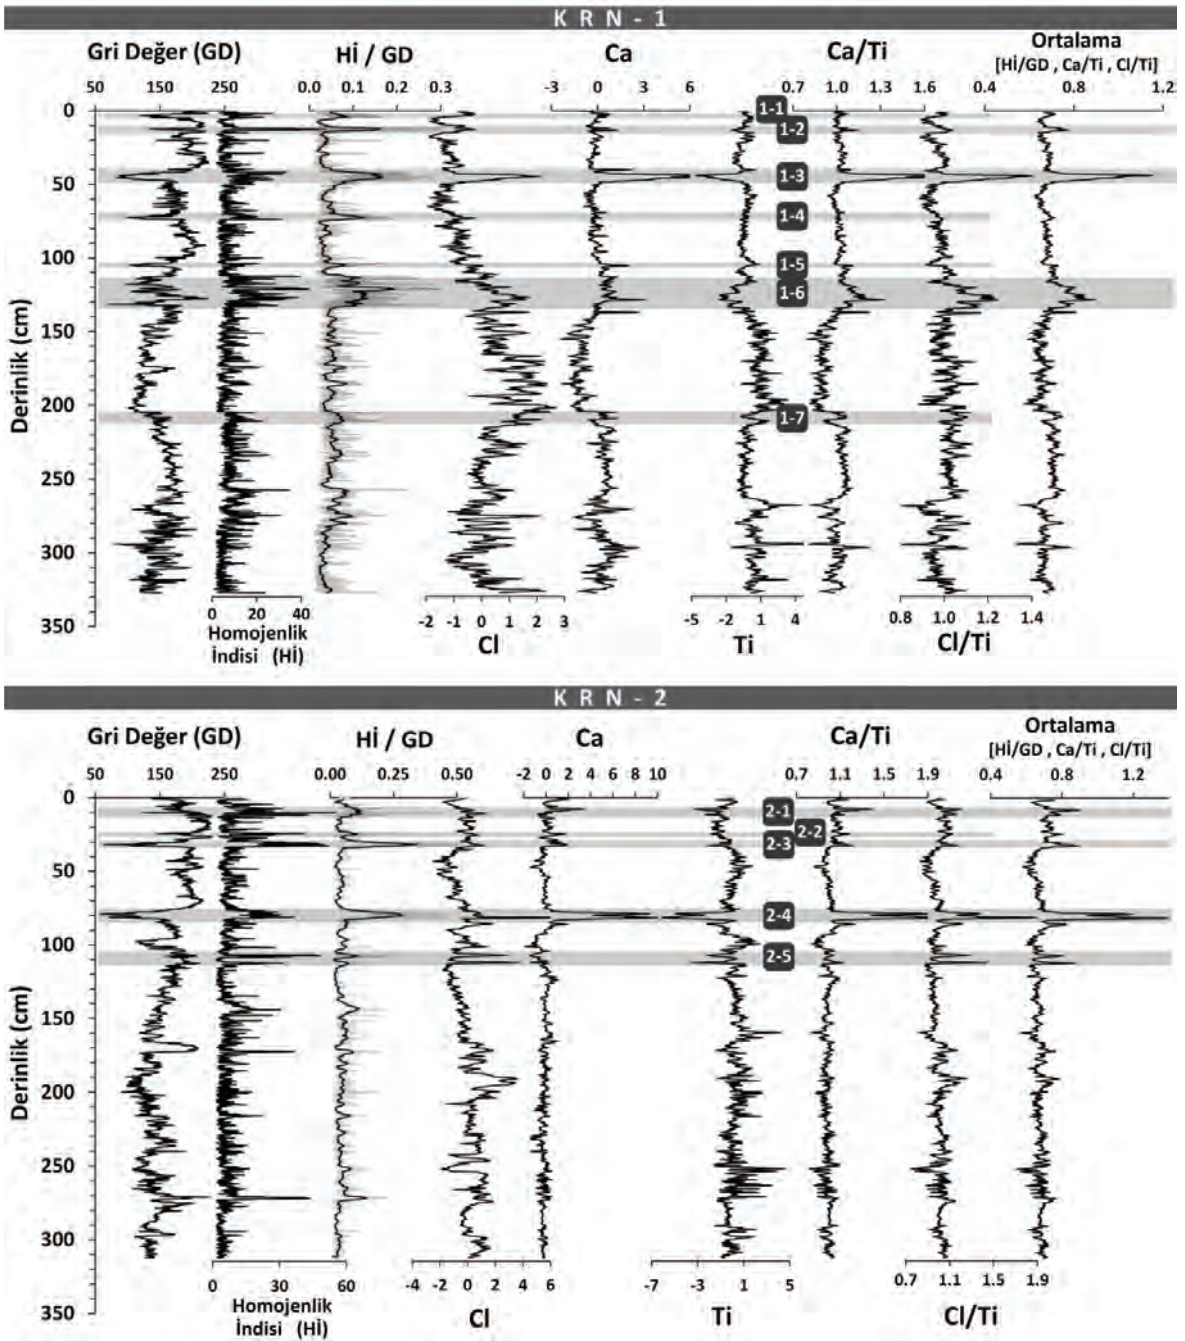 K R N - 1
Gri Değer (GD) Hİ / GD Ca Ca/Ti Ortalama
[Hİ/GD , Ca/Ti , Cl/Ti]
50 150 250 0.0 0.1 0.2 0.3 -3 0 3 6 0.7 1.0 1.3 1.6 0.4 0.8 1.2
0
50
100
150
200
250
300
350
Derinlik (cm)
1-1
1-2
1-3
1-4
1-5
1-6
1-7
0 20 40 -2 -1 0 1 2 3 -5 -2 1 4 0.8 1.0 1.2 1.4
Homojenlik
İndisi (Hİ)
Cl Ti Cl/Ti
K R N - 2
Gri Değer (GD) Hİ / GD Ca Ca/Ti Ortalama
[Hİ/GD , Ca/Ti , Cl/Ti]
50 150 250 0.00 0.25 0.50 -2 0 2 4 6 8 10 0.7 1.1 1.5 1.9 0.4 0.8 1.2
0
50
100
150
200
250
300
350
Derinlik (cm)
2-1
2-2
2-3
2-4
2-5
0 30 60 -4 -2 0 2 4 6 -7 -3 1 5 0.7 1.1 1.5 1.9
Homojenlik
İndisi (Hİ)
Cl Ti Cl/Ti